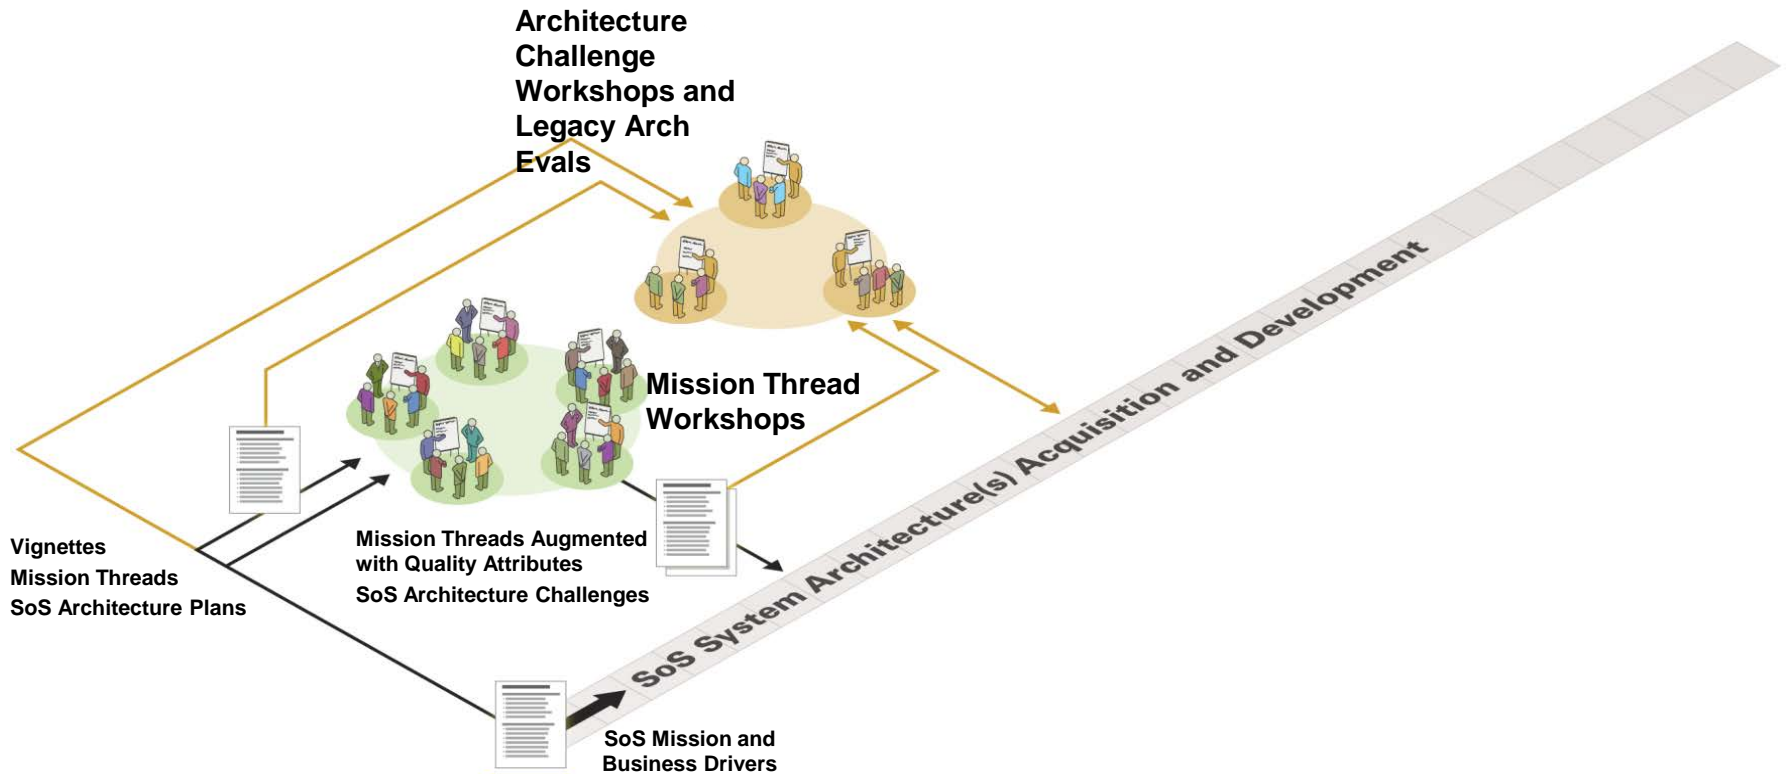 Architecture
Challenge
Workshops and
Legacy Arch
Evals
Mission Thread
Workshops
Vignettes
Mission Threads
SoS Architecture Plans
Mission Threads Augmented
with Quality Attributes
SoS Architecture Challenges
SoS System Architecture(s) Acquisition and Development
SoS Mission and
Business Drivers